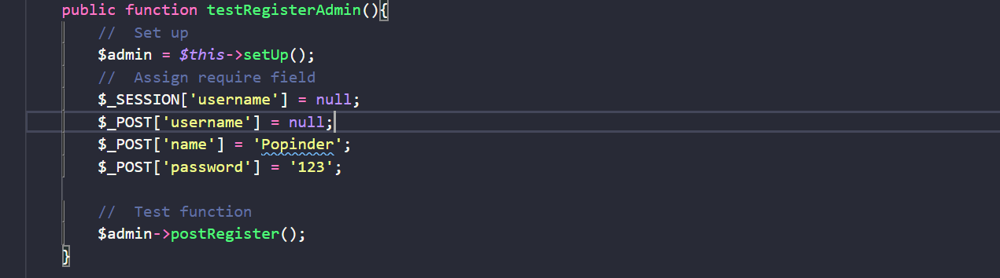 public function testRegisterAdmin(){
// Set up
$admin = $this->setUp();
// Assign require field
$_SESSION['username'] = null;
$_POST['username'] = null;
$_POST['name'] = 'Popinder';
$_POST['password'] = '123';
// Test function
$admin->postRegister();
}